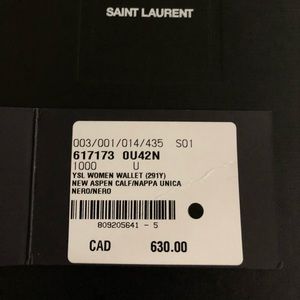 SAINT LAURENT
003/001/014/435 S01
617173 0U42N
1000 U
YSL WOMEN WALLET (291Y)
NEW ASPEN CALF/NAPPA UNICA
NERO/NERO
809205641 - 5
CAD 630.00